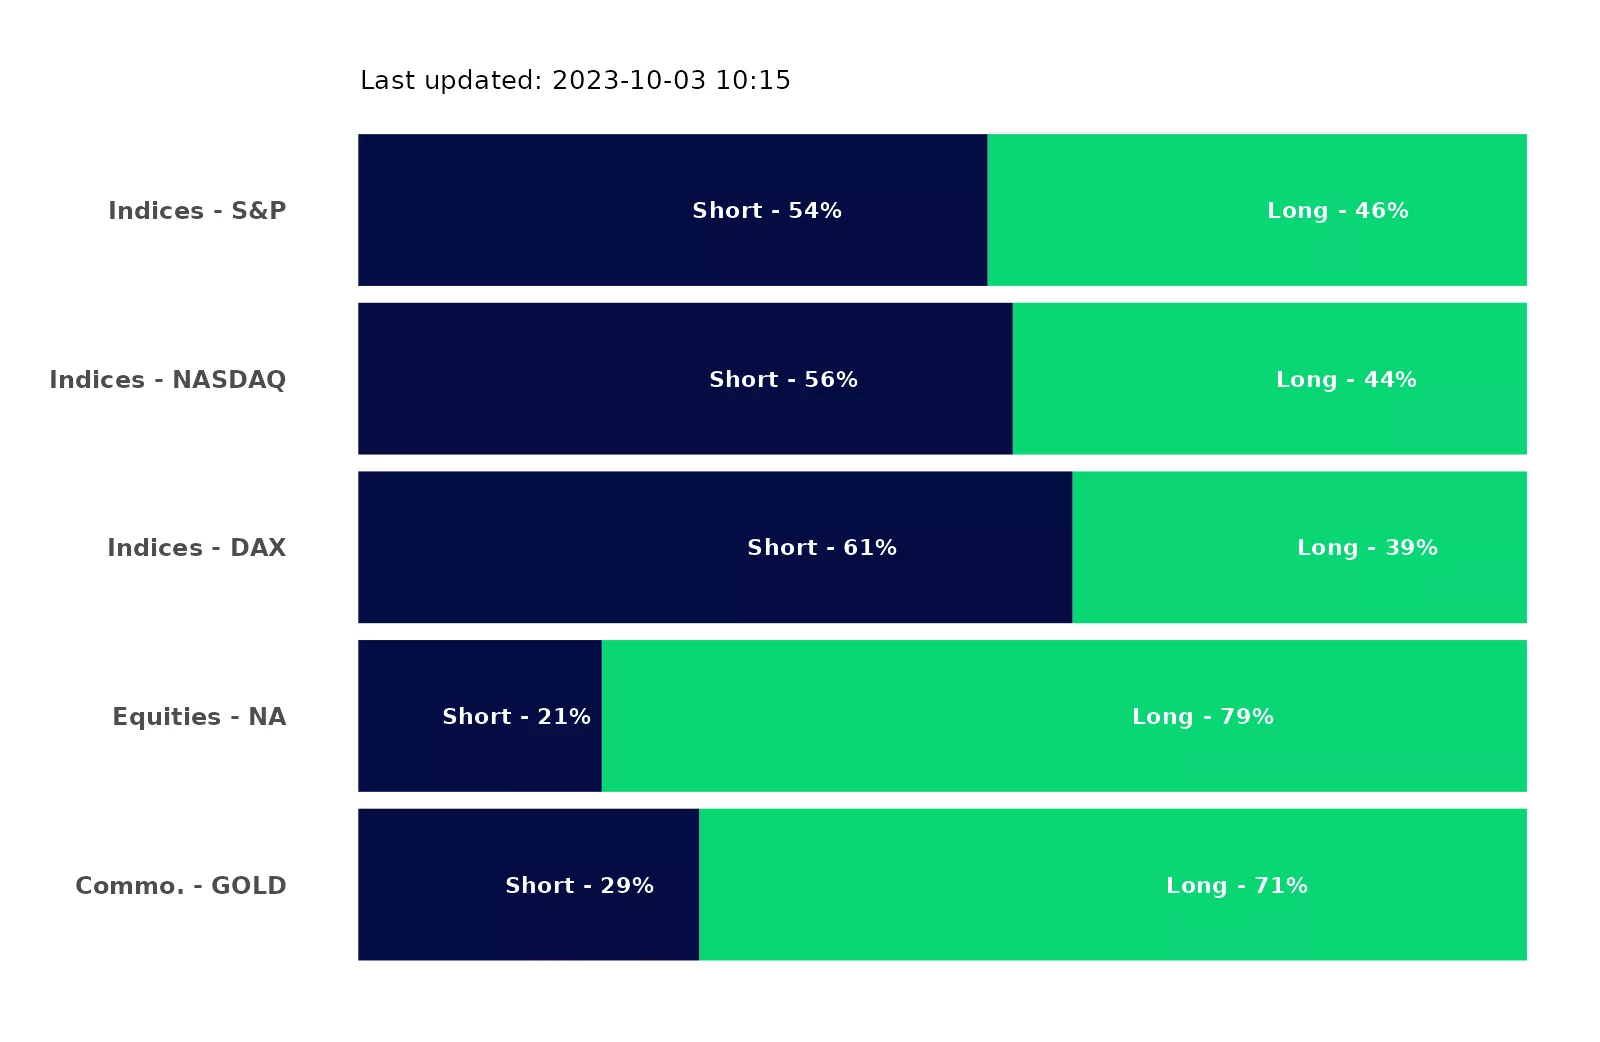 Last updated: 2023-10-03 10:15
Indices - S&P Short - 54% Long - 46%
Indices - NASDAQ Short - 56% Long - 44%
Indices - DAX Short - 61% Long - 39%
Equities - NA Short - 21% Long - 79%
Commo. - GOLD Short - 29% Long - 71%